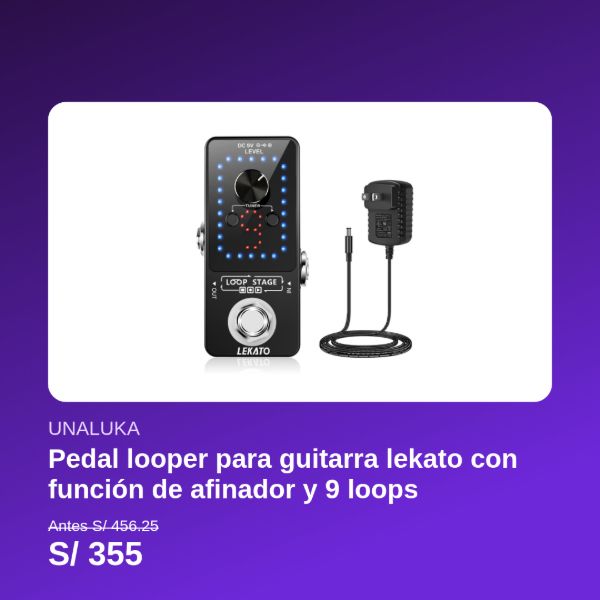 DC 9V
LEVEL
TUNER
9
LOOP STAGE
OUT
IN
LEKATO
UNALUKA
Pedal looper para guitarra lekato con
función de afinador y 9 loops
Antes S/ 456.25
S/ 355